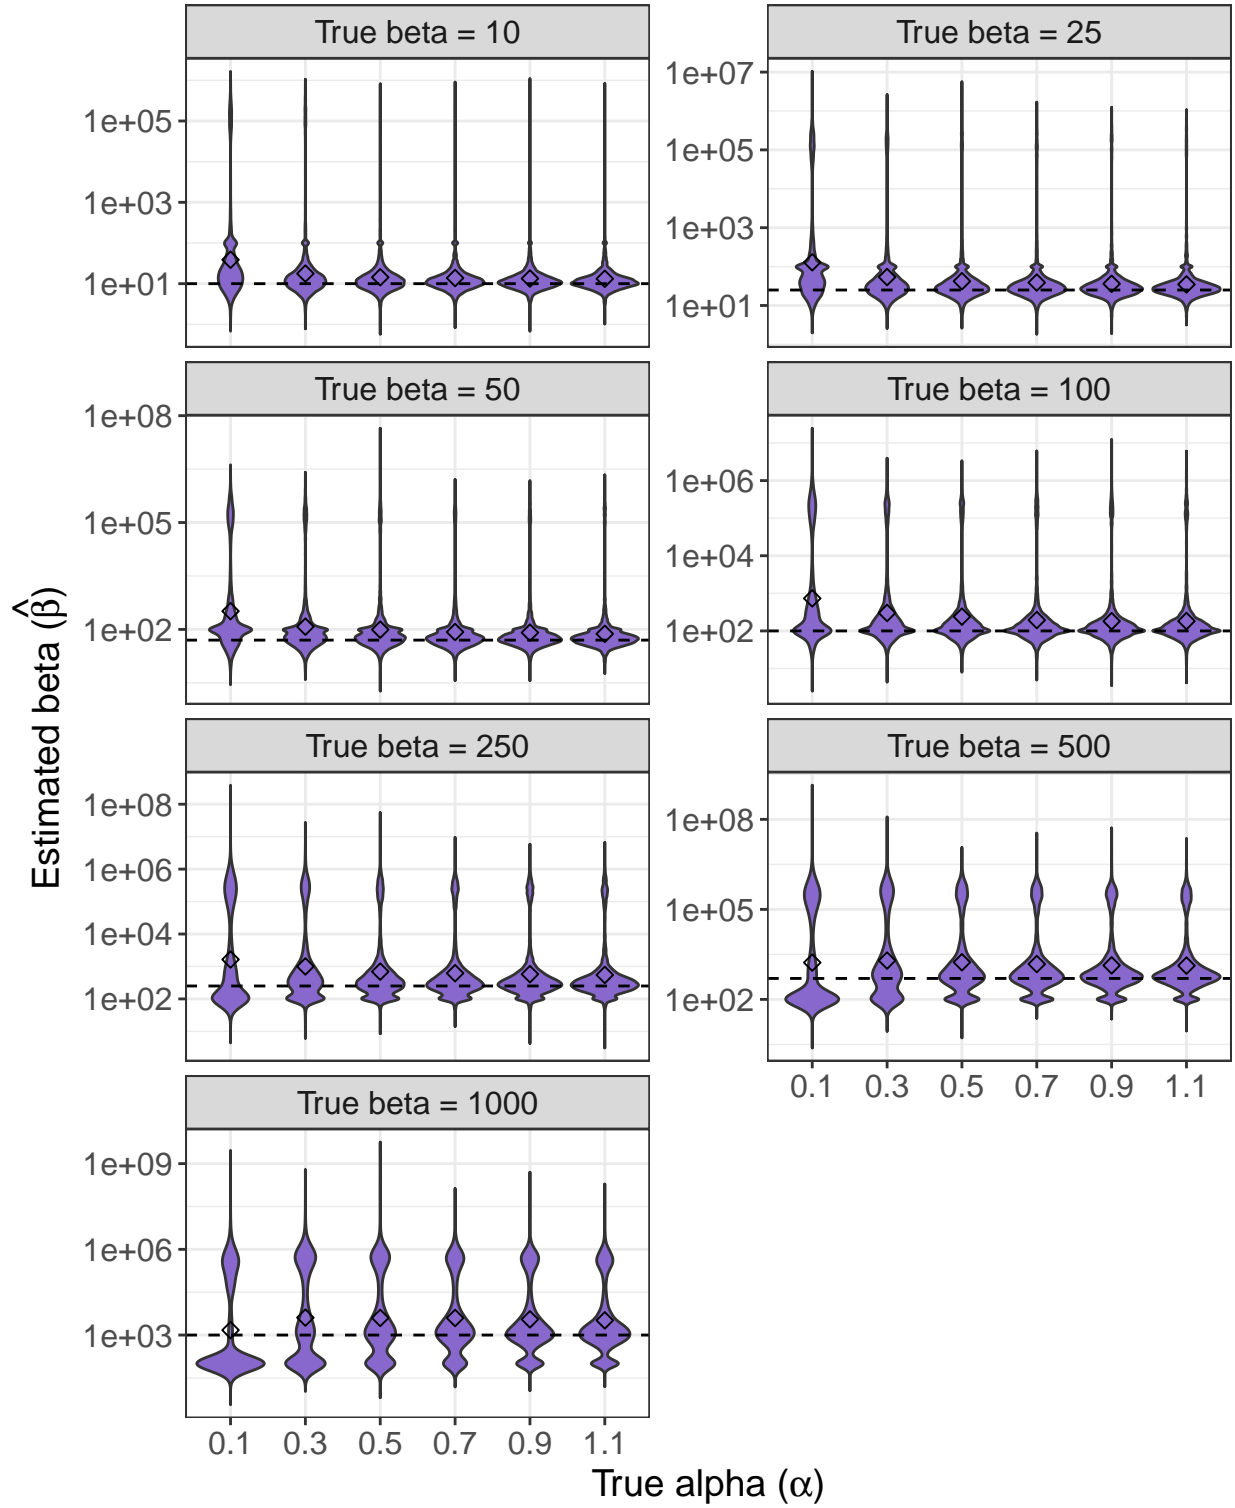 True beta = 10
True beta = 25
1e+05
1e+03
1e+01
1e+07
1e+05
1e+03
1e+01
True beta = 50
True beta = 100
1e+08
1e+05
1e+02
1e+06
1e+04
1e+02
True beta = 250
True beta = 500
1e+08
1e+06
1e+04
1e+02
1e+08
1e+05
1e+02
0.1 0.3 0.5 0.7 0.9 1.1
True beta = 1000
1e+09
1e+06
1e+03
0.1 0.3 0.5 0.7 0.9 1.1
Estimated beta (β̂)
True alpha (α)